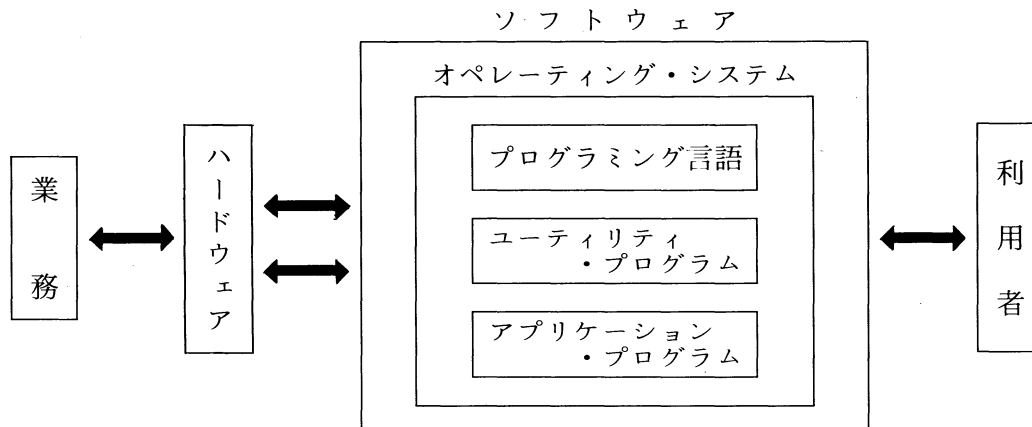 ソフトウェア
オペレーティング・システム
業務
ハードウェア
プログラミング言語
ユーティリティ
・プログラム
アプリケーション
・プログラム
利用者